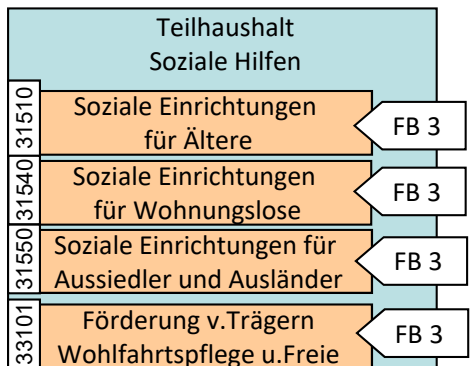 Teilhaushalt
Soziale Hilfen
31510
Soziale Einrichtungen
für Ältere
FB 3
31540
Soziale Einrichtungen
für Wohnungslose
FB 3
31550
Soziale Einrichtungen für
Aussiedler und Ausländer
FB 3
33101
Förderung v.Trägern
Wohlfahrtspflege u.Freie
FB 3